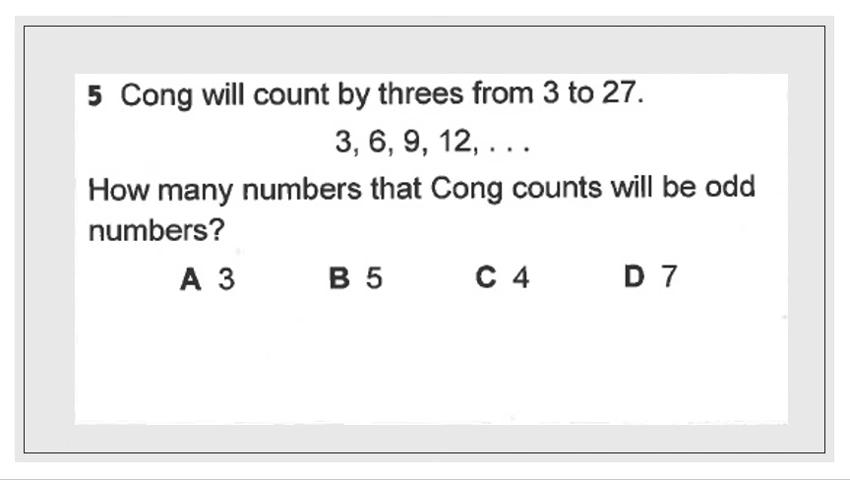 5 Cong will count by threes from 3 to 27.
3, 6, 9, 12, . . .
How many numbers that Cong counts will be odd
numbers?
A 3 B 5 C 4 D 7